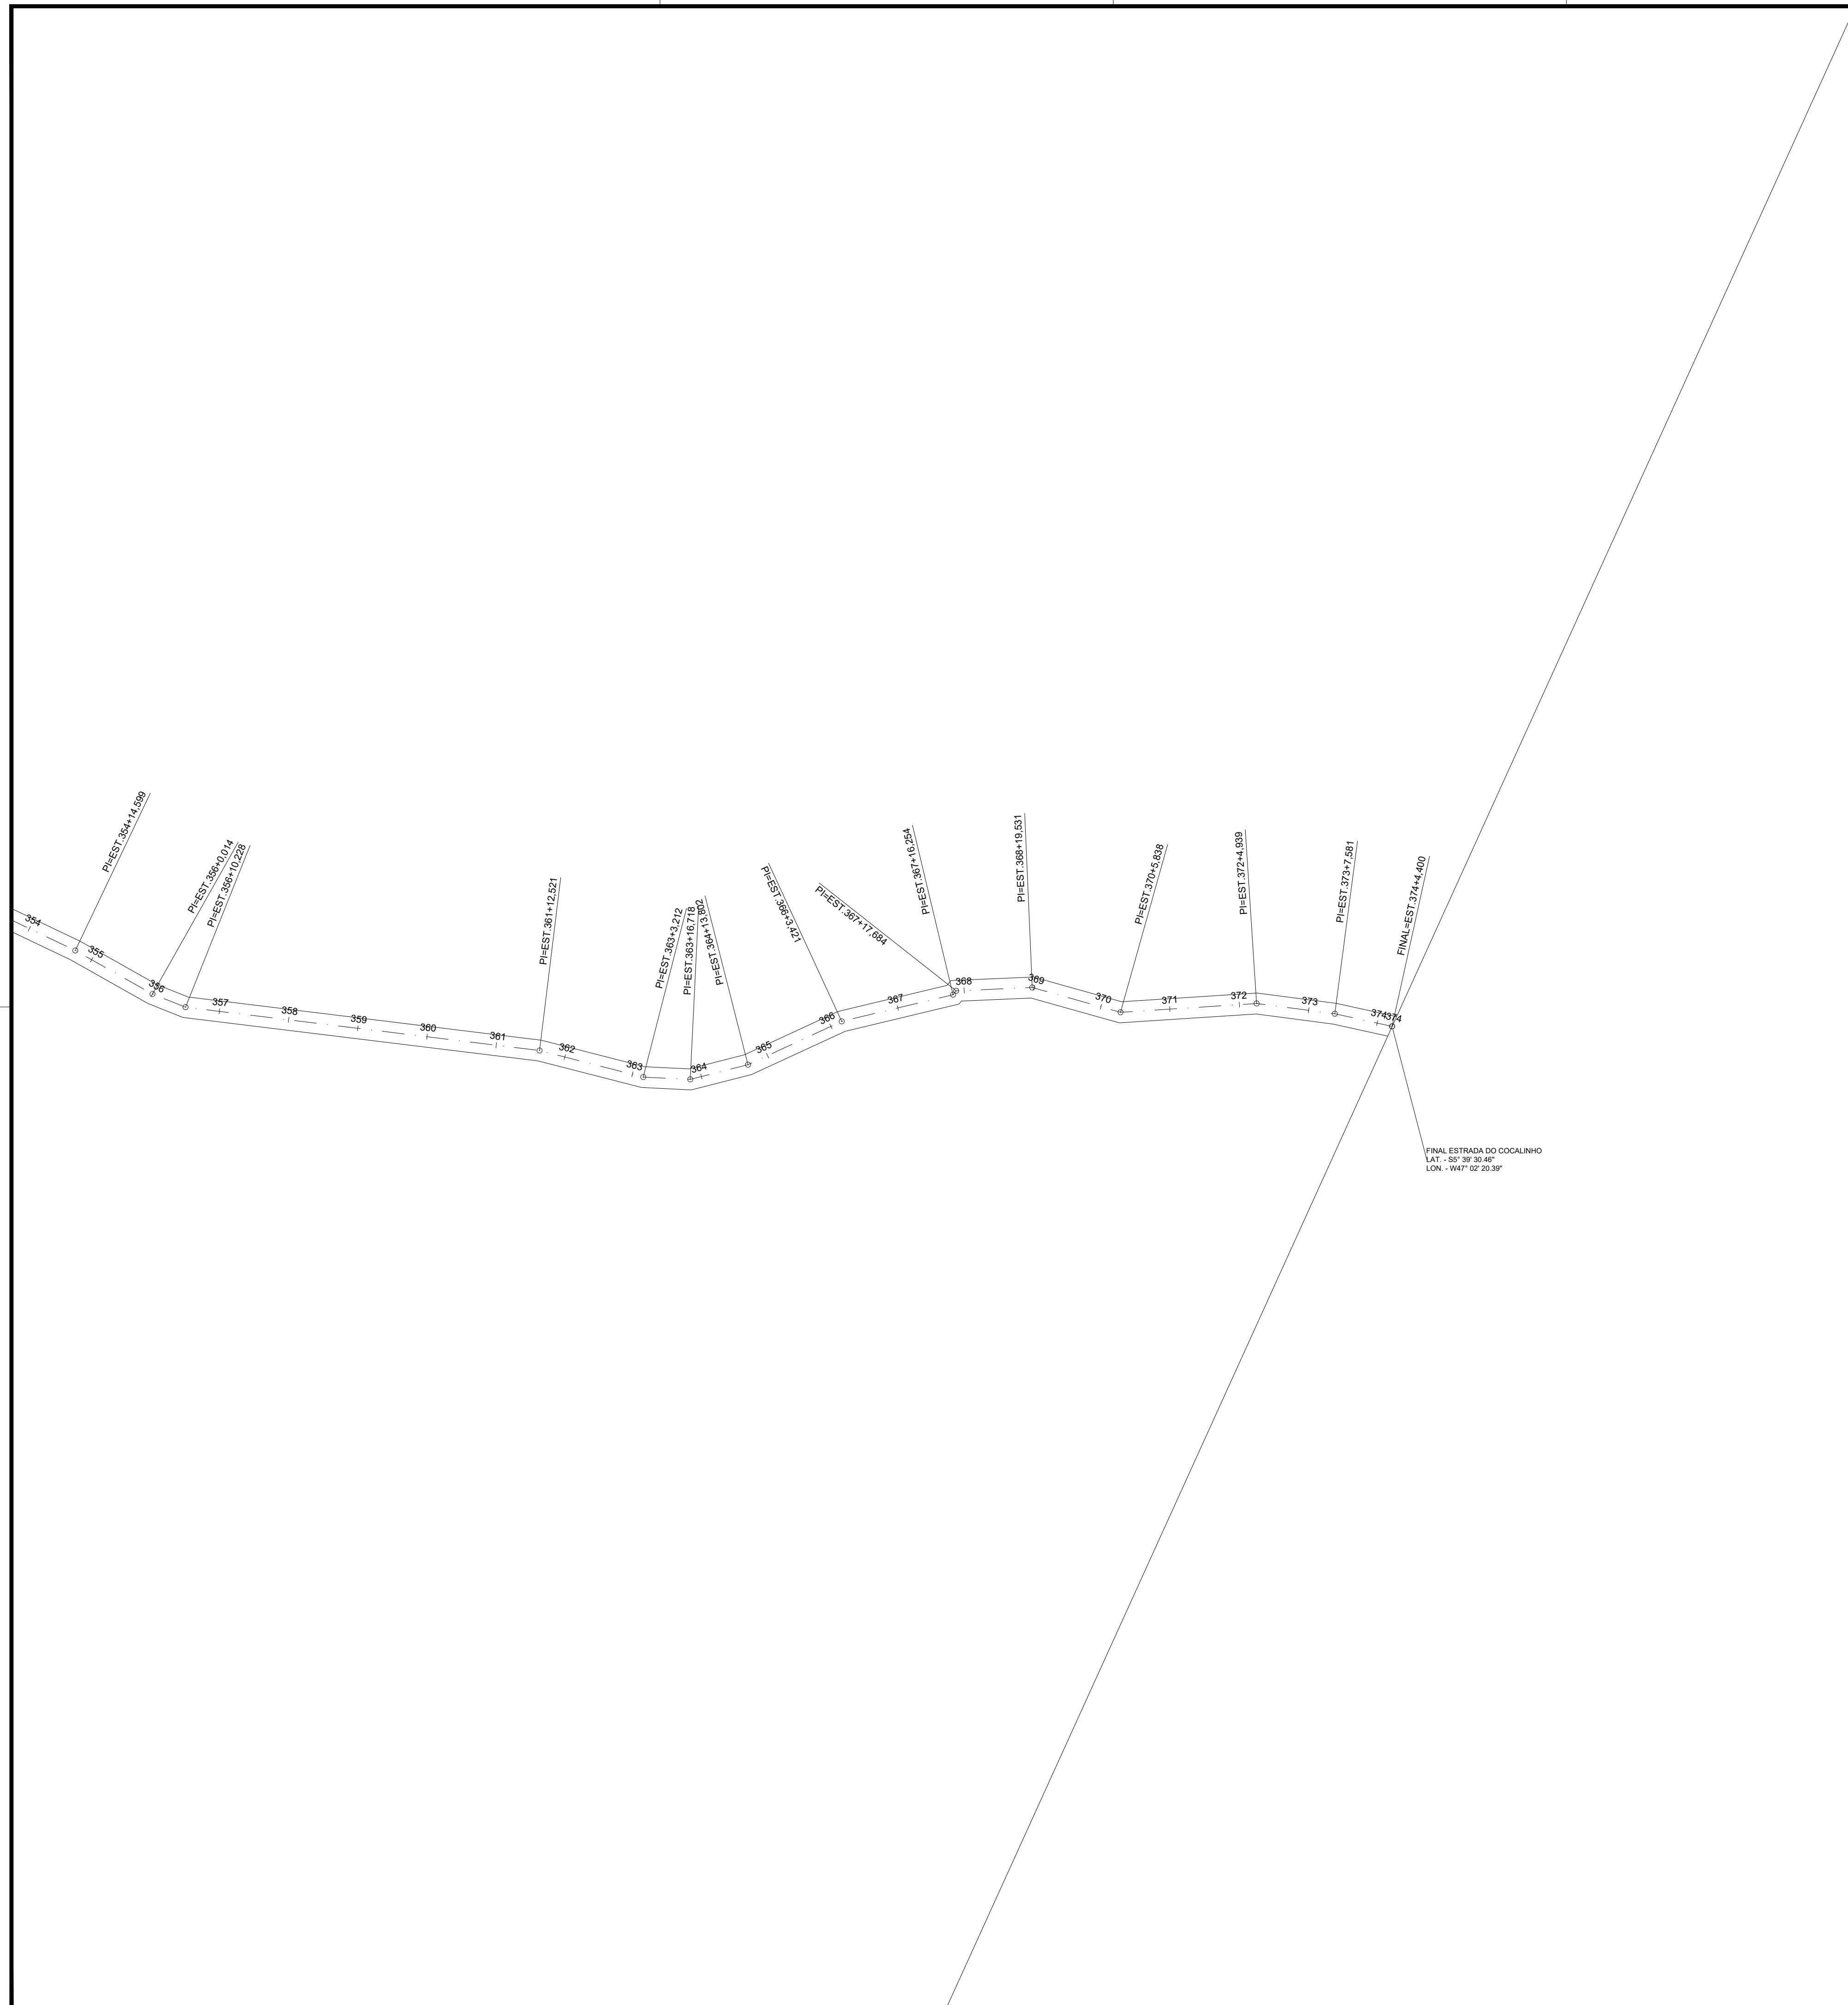 PI=EST.354+14,599
PI=EST.356+0,014
PI=EST.356+10,228
PI=EST.361+12,521
PI=EST.363+3,212
PI=EST.363+16,718
PI=EST.364+13,802
PI=EST.366+3,421
PI=EST.367+17,684
PI=EST.367+16,254
PI=EST.368+19,531
PI=EST.370+5,838
PI=EST.372+4,939
PI=EST.373+7,581
FINAL=EST.374+4,400
354
355
356
357
358
359
360
361
362
363
364
365
366
367
368
369
370
371
372
373
374
374
FINAL ESTRADA DO COCALINHO
LAT. - S5° 39' 30.46"
LON. - W47° 02' 20.39"